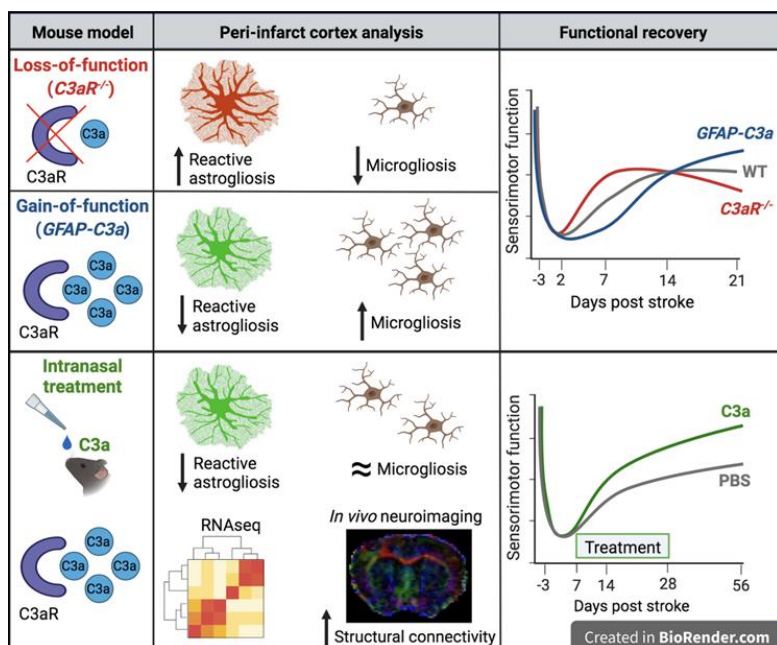 Mouse model
Peri-infarct cortex analysis
Functional recovery
Loss-of-function
(C3aR-/-)
C3a
C3aR
↑ Reactive
astrogliosis
↓ Microgliosis
Sensorimotor function
GFAP-C3a
WT
C3aR-/-
-3 2 7 14 21
Days post stroke
Gain-of-function
(GFAP-C3a)
C3a
C3a C3a
C3a
C3aR
↓ Reactive
astrogliosis
↑ Microgliosis
Intranasal
treatment
C3a
C3a
C3a C3a
C3a
C3aR
↓ Reactive
astrogliosis
≈ Microgliosis
RNAseq
In vivo neuroimaging
↑ Structural connectivity
Sensorimotor function
C3a
PBS
Treatment
-3 7 14 28 56
Days post stroke
Created in BioRender.com